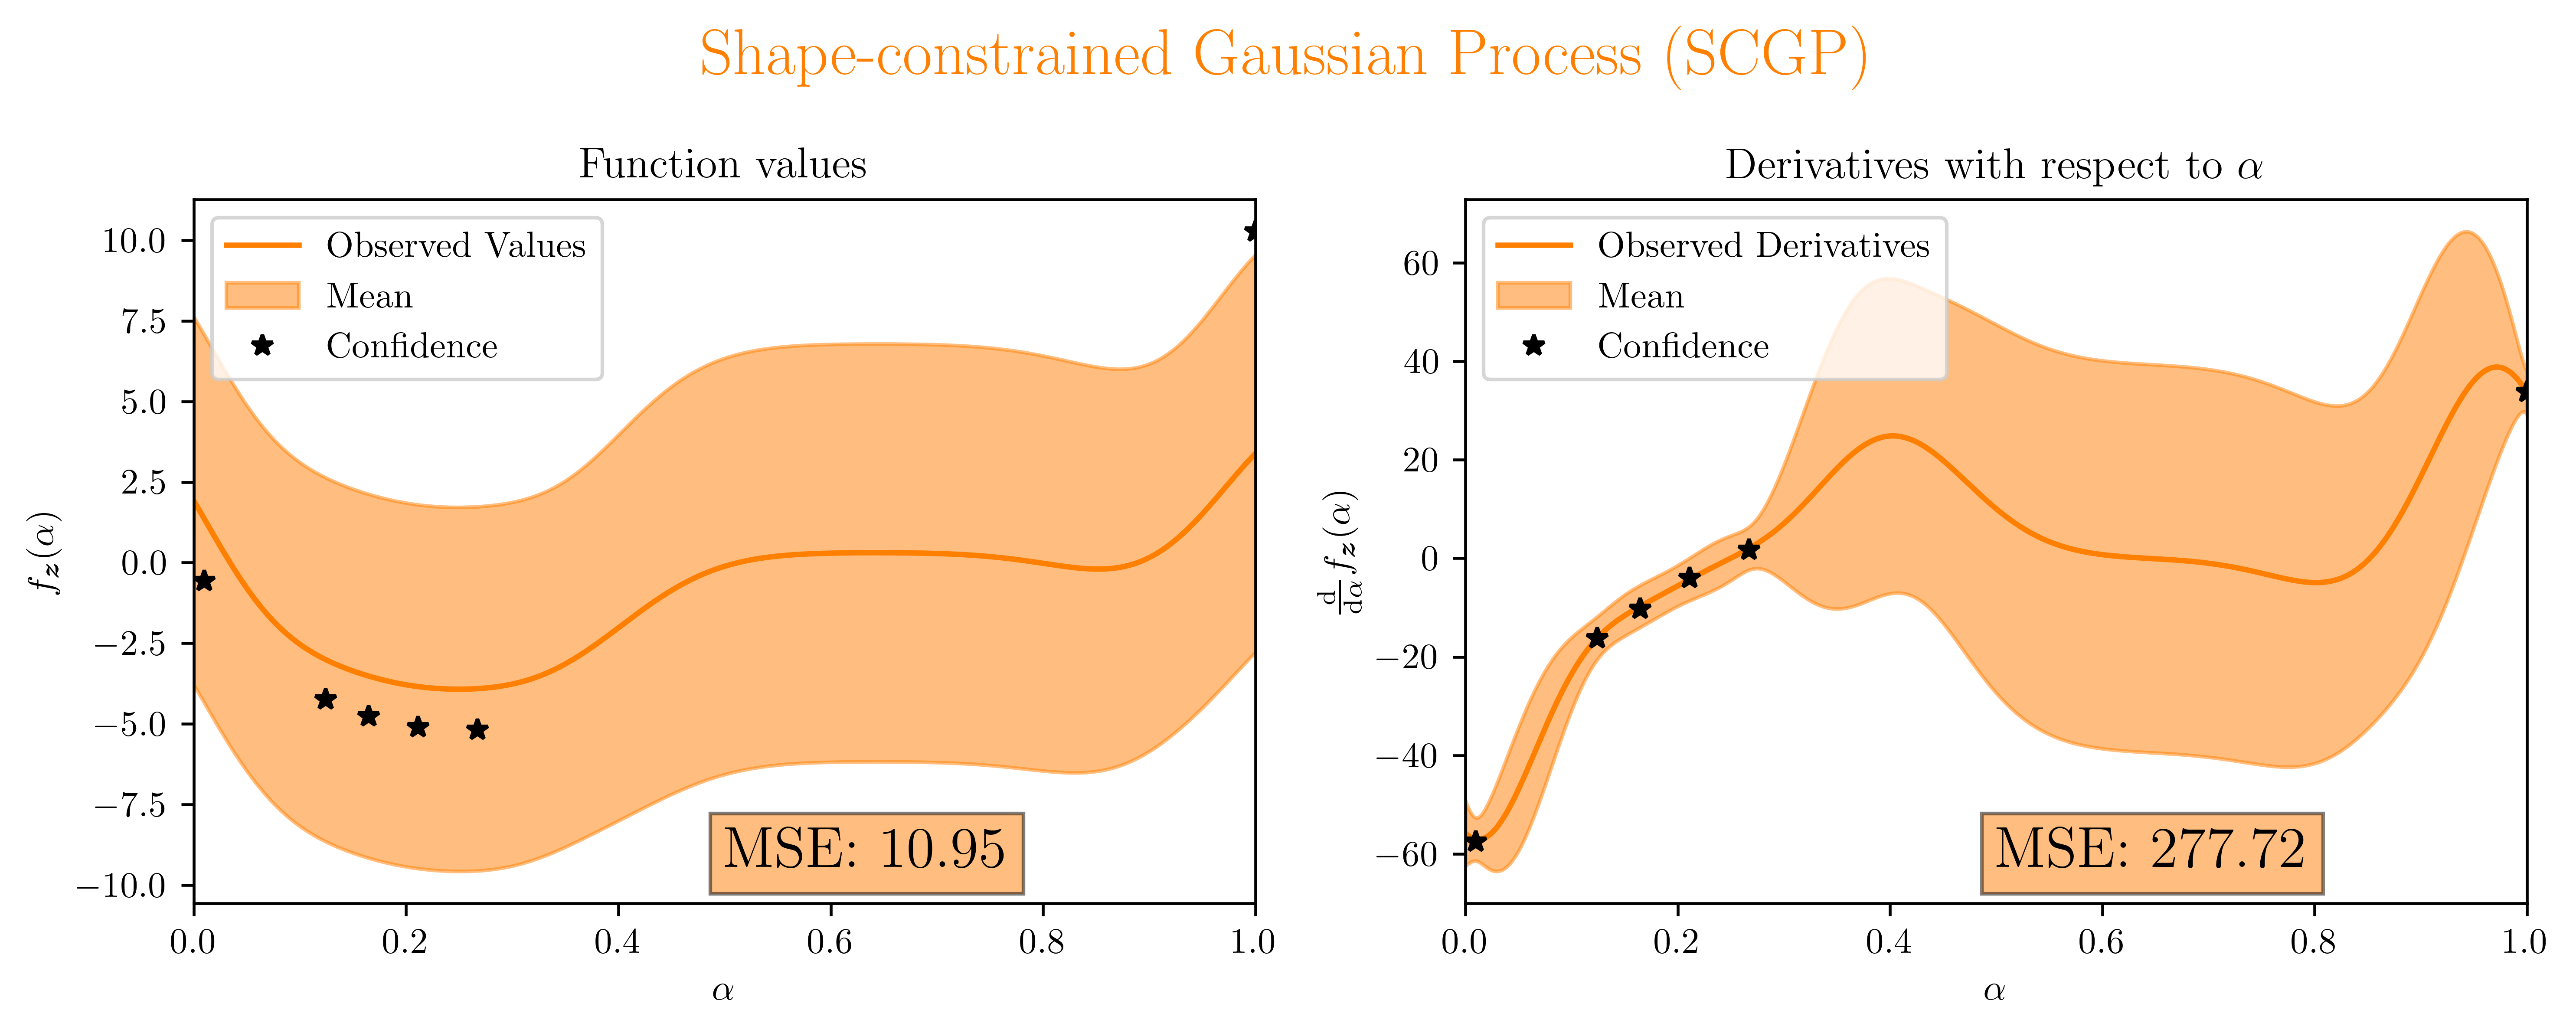 Shape-constrained Gaussian Process (SCGP)
Function values
10.0
7.5
5.0
2.5
0.0
−2.5
−5.0
−7.5
−10.0
f_z(α)
Observed Values
Mean
Confidence
MSE: 10.95
0.0 0.2 0.4 0.6 0.8 1.0
α
Derivatives with respect to α
60
40
20
0
−20
−40
−60
d/dα f_z(α)
Observed Derivatives
Mean
Confidence
MSE: 277.72
0.0 0.2 0.4 0.6 0.8 1.0
α